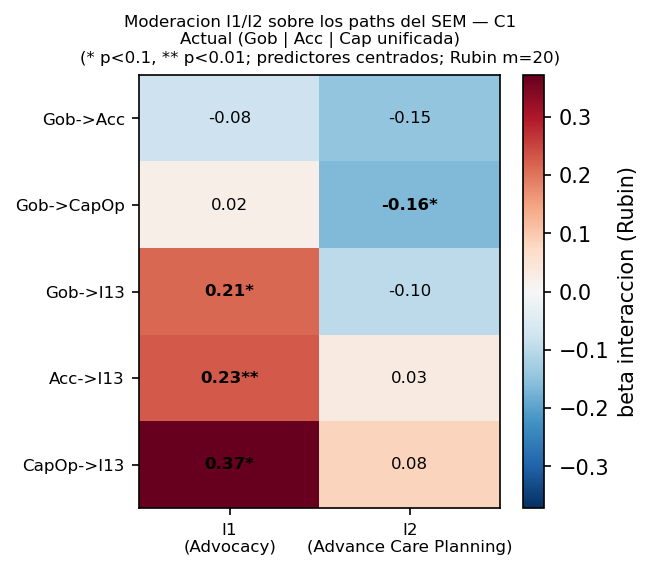 Moderacion I1/I2 sobre los paths del SEM — C1
Actual (Gob | Acc | Cap unificada)
(* p<0.1, ** p<0.01; predictores centrados; Rubin m=20)
Gob->Acc
-0.08
-0.15
Gob->CapOp
0.02
-0.16*
Gob->I13
0.21*
-0.10
Acc->I13
0.23**
0.03
CapOp->I13
0.37*
0.08
I1
(Advocacy)
I2
(Advance Care Planning)
0.3
0.2
0.1
0.0
−0.1
−0.2
−0.3
beta interaccion (Rubin)